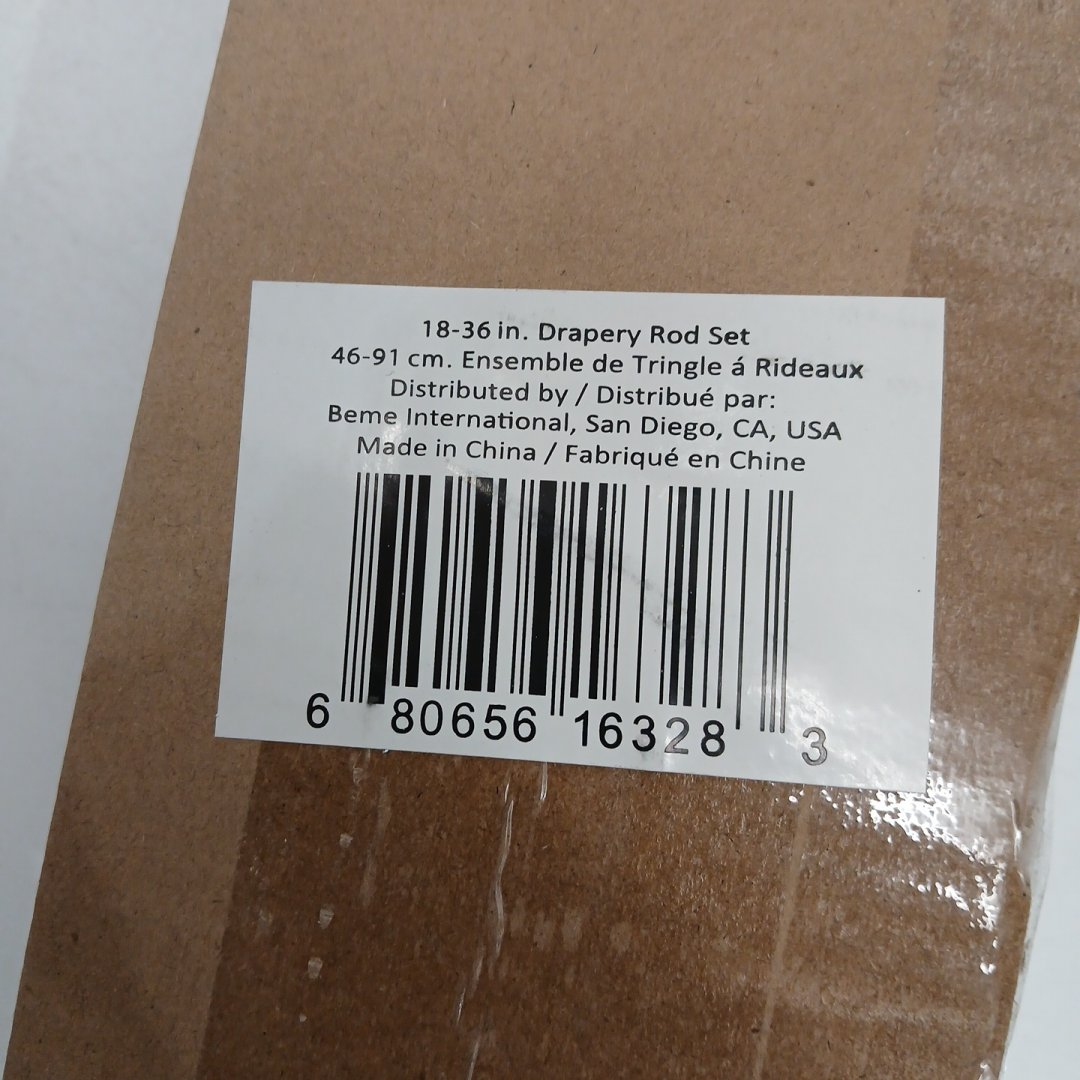 18-36 in. Drapery Rod Set
46-91 cm. Ensemble de Tringle á Rideaux
Distributed by / Distribué par:
Beme International, San Diego, CA, USA
Made in China / Fabriqué en Chine
6 80656 16328 3